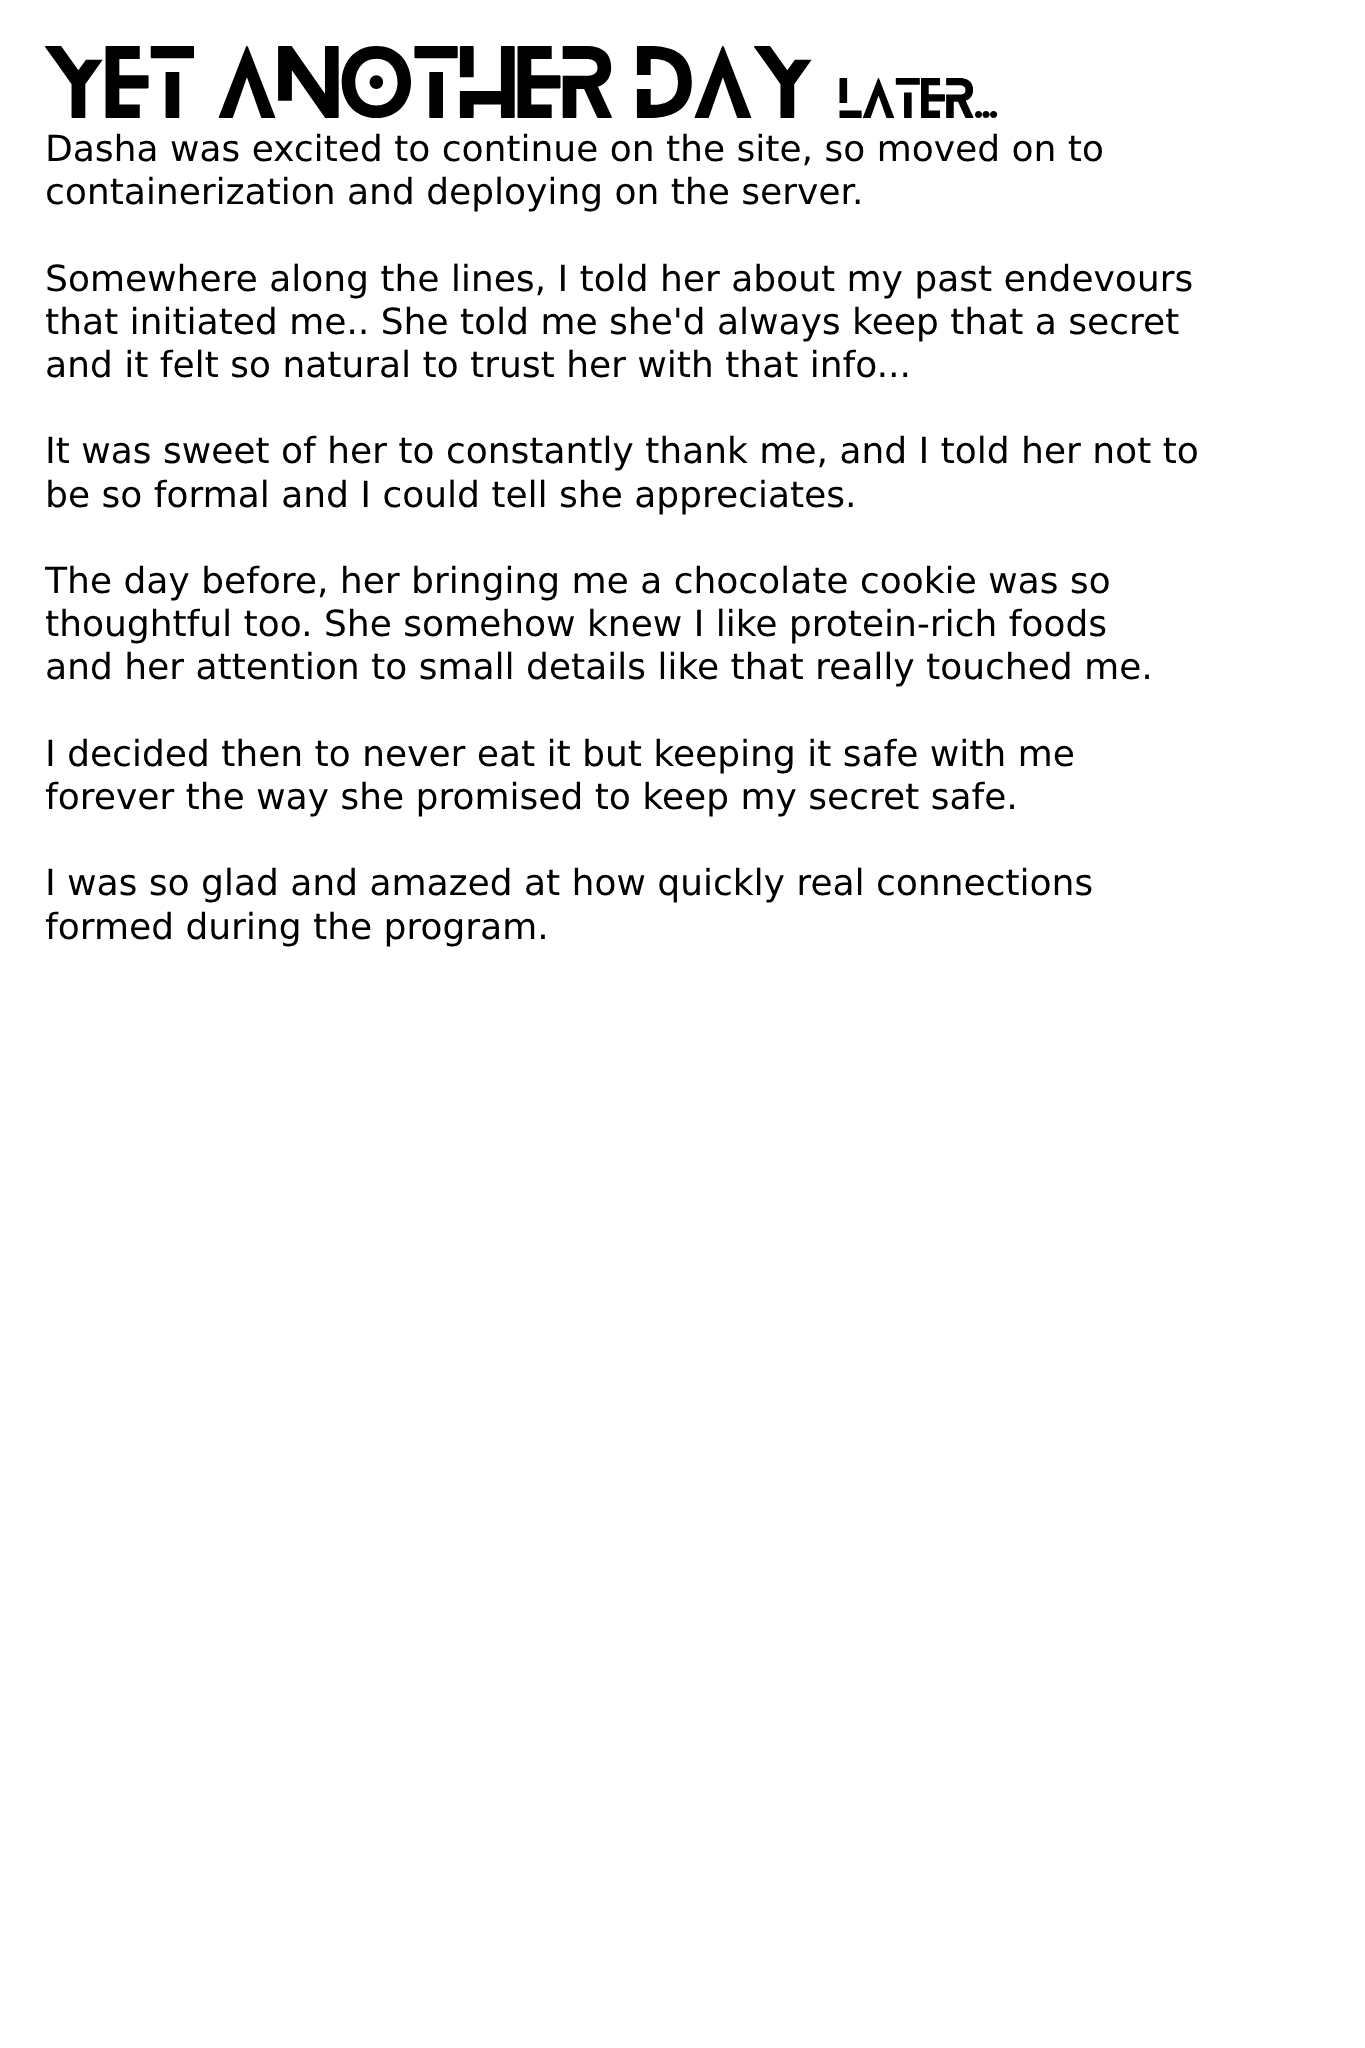 YET ANOTHER DAY LATER...
Dasha was excited to continue on the site, so moved on to
containerization and deploying on the server.
Somewhere along the lines, I told her about my past endevours
that initiated me.. She told me she'd always keep that a secret
and it felt so natural to trust her with that info...
It was sweet of her to constantly thank me, and I told her not to
be so formal and I could tell she appreciates.
The day before, her bringing me a chocolate cookie was so
thoughtful too. She somehow knew I like protein-rich foods
and her attention to small details like that really touched me.
I decided then to never eat it but keeping it safe with me
forever the way she promised to keep my secret safe.
I was so glad and amazed at how quickly real connections
formed during the program.